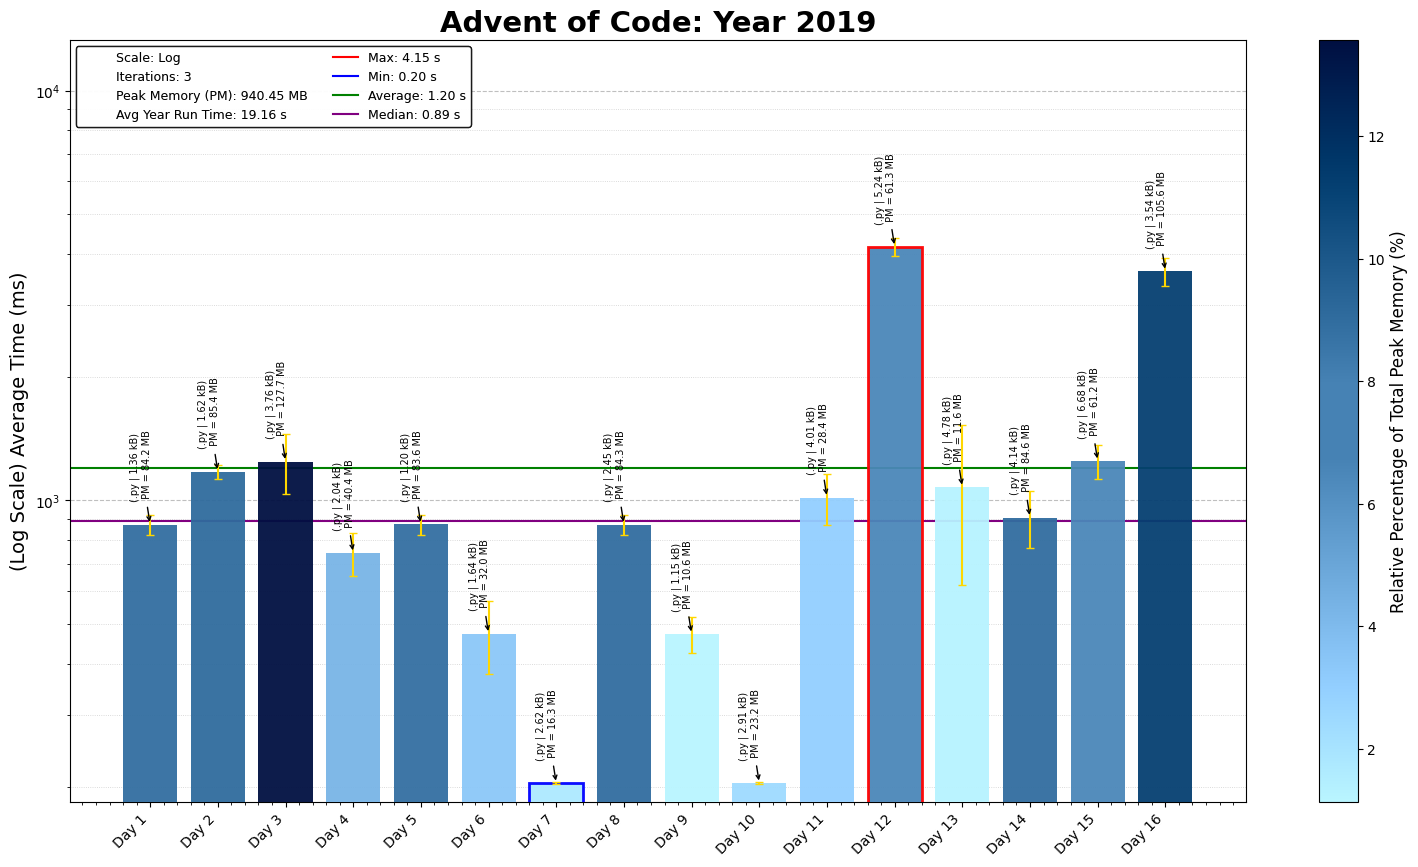 Advent of Code: Year 2019
Scale: Log
Iterations: 3
Peak Memory (PM): 940.45 MB
Avg Year Run Time: 19.16 s
Max: 4.15 s
Min: 0.20 s
Average: 1.20 s
Median: 0.89 s
(Log Scale) Average Time (ms)
10^4
10^3
(.py | 1.36 kB)
PM = 84.2 MB
(.py | 1.62 kB)
PM = 85.4 MB
(.py | 3.76 kB)
PM = 127.7 MB
(.py | 2.04 kB)
PM = 40.4 MB
(.py | 1.20 kB)
PM = 83.6 MB
(.py | 1.64 kB)
PM = 32.0 MB
(.py | 2.62 kB)
PM = 16.3 MB
(.py | 2.45 kB)
PM = 84.3 MB
(.py | 1.15 kB)
PM = 10.6 MB
(.py | 2.91 kB)
PM = 23.2 MB
(.py | 4.01 kB)
PM = 28.4 MB
(.py | 5.24 kB)
PM = 61.3 MB
(.py | 4.78 kB)
PM = 11.6 MB
(.py | 4.14 kB)
PM = 84.6 MB
(.py | 6.68 kB)
PM = 61.2 MB
(.py | 3.54 kB)
PM = 105.6 MB
Day 1
Day 2
Day 3
Day 4
Day 5
Day 6
Day 7
Day 8
Day 9
Day 10
Day 11
Day 12
Day 13
Day 14
Day 15
Day 16
12
10
8
6
4
2
Relative Percentage of Total Peak Memory (%)